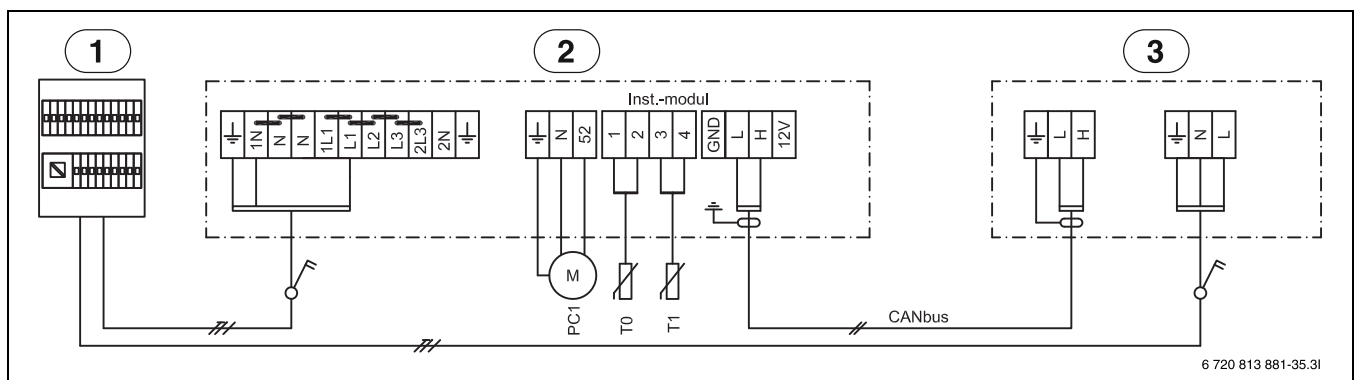 1
2
3
Inst.-modul
1N
N
N
1L1
L1
L2
L3
2L3
2N
N
52
1
2
3
4
GND
L
H
12V
L
H
N
L
M
PC1
T0
T1
CANbus
6 720 813 881-35.3I